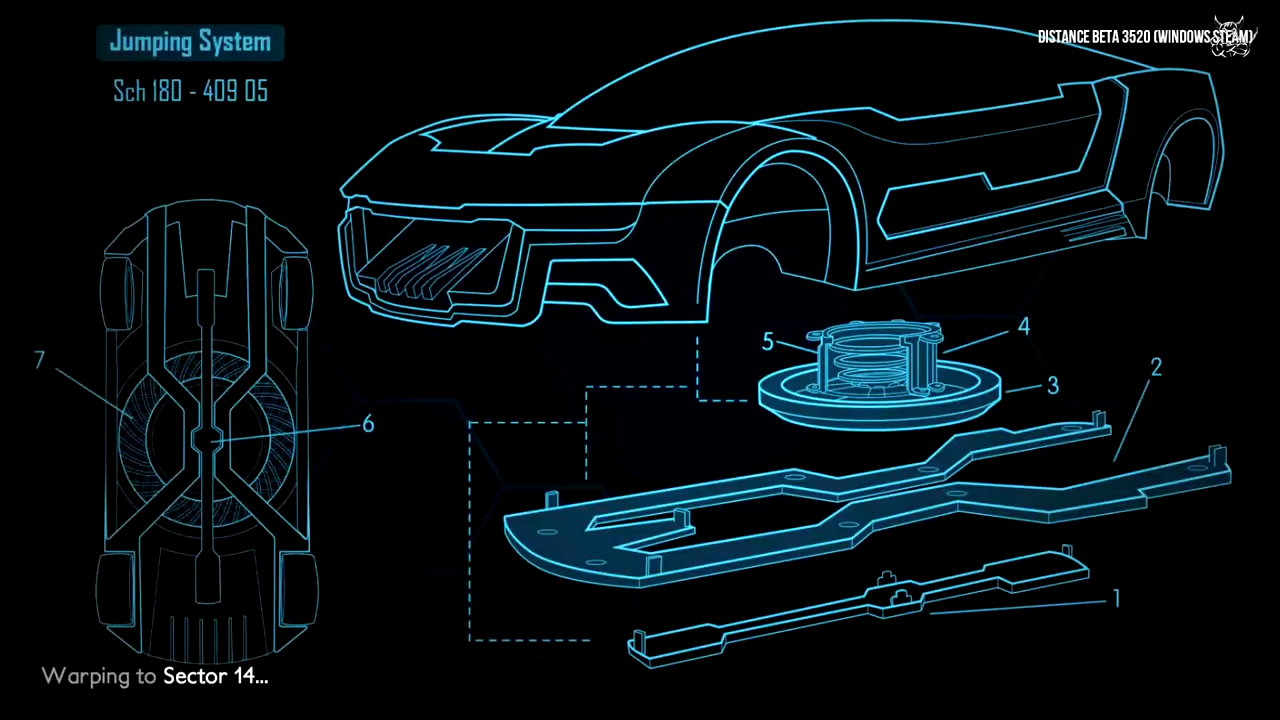 Jumping System
Sch 180 - 409 05
DISTANCE BETA 3520 (WINDOWS STEAM)
5
4
3
2
7
6
1
Warping to Sector 14...